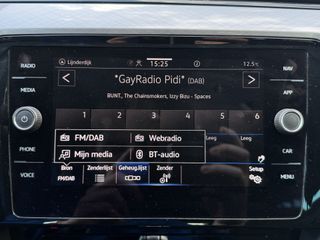 RADIO
MEDIA
PHONE
VOICE
Lijnderdijk
15:25
12.5°C
NAV
APP
CAR
MENU
"GayRadio Pidi" (DAB)
BUNT., The Chainsmokers, Izzy Bizu - Spaces
1 2 3 4 5 6
FM/DAB
Webradio
Mijn media
BT-audio
Leeg
Leeg
Bron
FM/DAB
Zenderlijst
Geheug.lijst
Zender
Setup